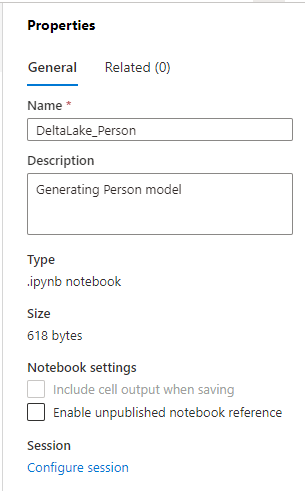 Properties
General Related (0)
Name *
DeltaLake_Person
Description
Generating Person model
Type
.ipynb notebook
Size
618 bytes
Notebook settings
Include cell output when saving
Enable unpublished notebook reference
Session
Configure session